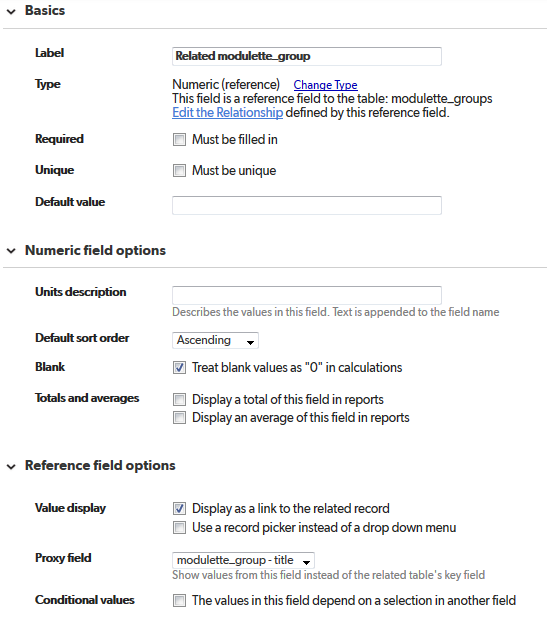 Basics
Label Related modulette_group
Type Numeric (reference) Change Type
This field is a reference field to the table: modulette_groups
Edit the Relationship defined by this reference field.
Required Must be filled in
Unique Must be unique
Default value
Numeric field options
Units description
Describes the values in this field. Text is appended to the field name
Default sort order Ascending
Blank Treat blank values as "0" in calculations
Totals and averages Display a total of this field in reports
Display an average of this field in reports
Reference field options
Value display Display as a link to the related record
Use a record picker instead of a drop down menu
Proxy field modulette_group - title
Show values from this field instead of the related table's key field
Conditional values The values in this field depend on a selection in another field